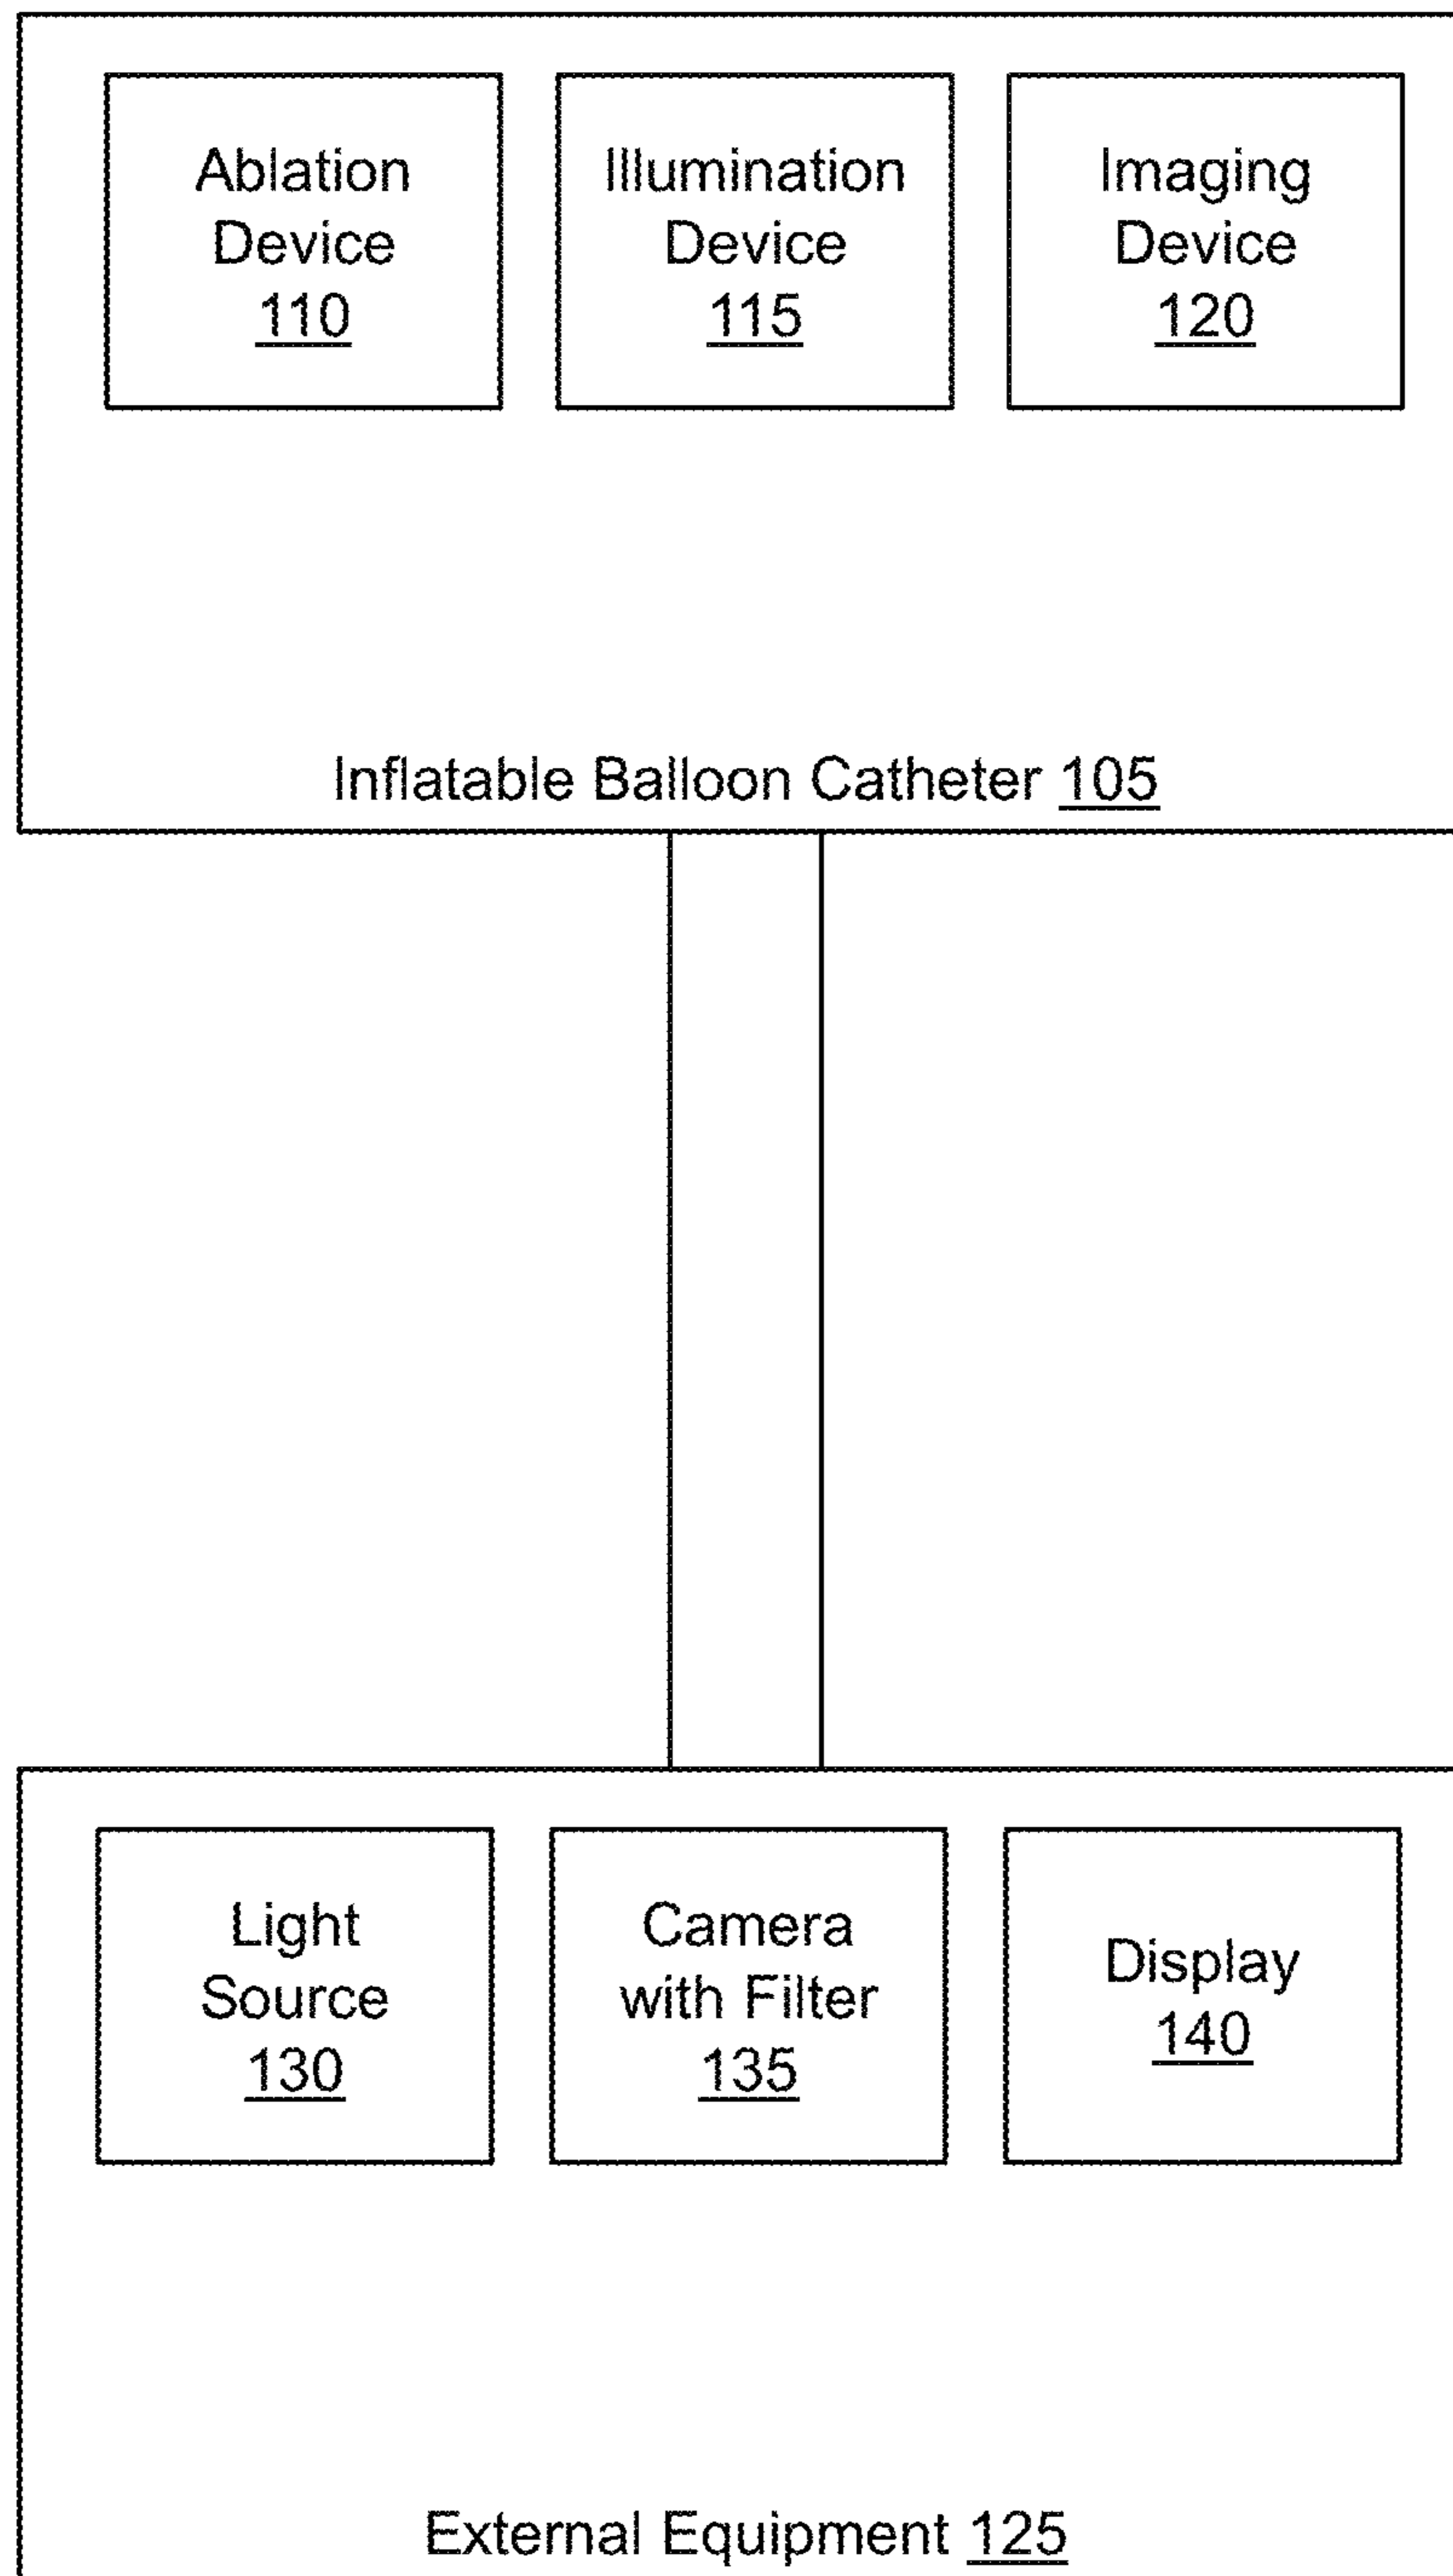 Ablation
Device
110
Illumination
Device
115
Imaging
Device
120
Inflatable Balloon Catheter 105
Light
Source
130
Camera
with Filter
135
Display
140
External Equipment 125